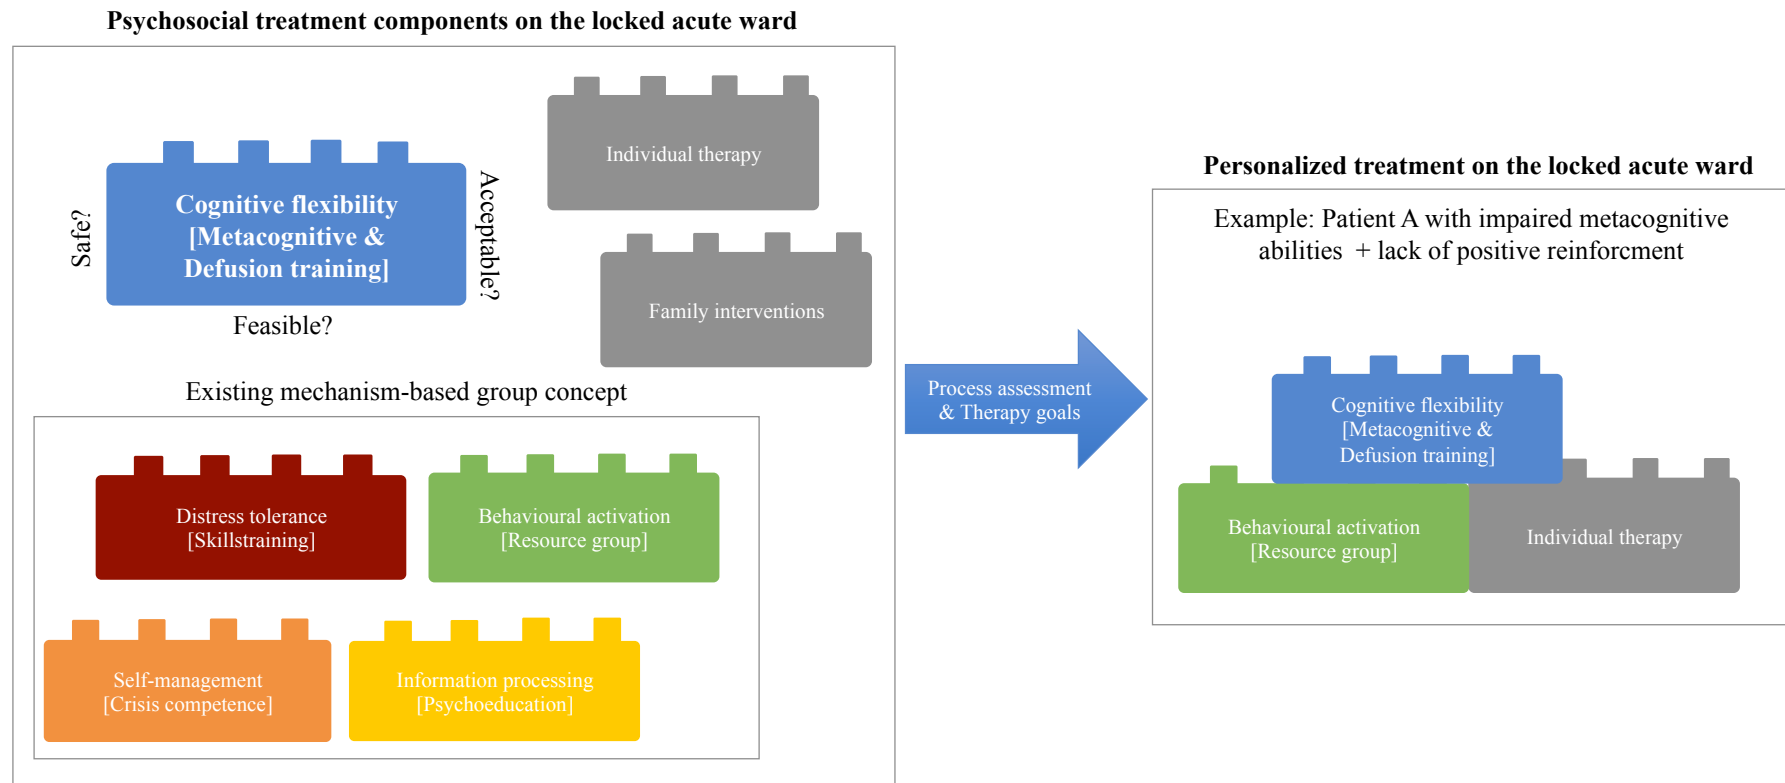 Psychosocial treatment components on the locked acute ward
Individual therapy
Cognitive flexibility
[Metacognitive &
Defusion training]
Safe?
Acceptable?
Feasible?
Family interventions
Existing mechanism-based group concept
Distress tolerance
[Skillstraining]
Behavioural activation
[Resource group]
Self-management
[Crisis competence]
Information processing
[Psychoeducation]
Process assessment
& Therapy goals
Personalized treatment on the locked acute ward
Example: Patient A with impaired metacognitive
abilities + lack of positive reinforcment
Cognitive flexibility
[Metacognitive &
Defusion training]
Behavioural activation
[Resource group]
Individual therapy